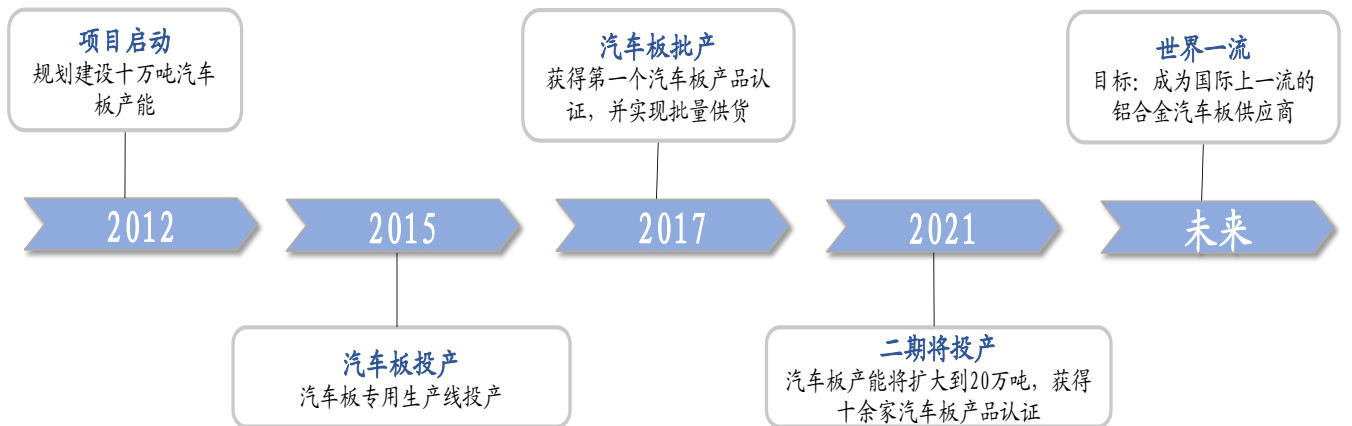 项目启动
规划建设十万吨汽车
板产能
汽车板批产
获得第一个汽车板产品认
证，并实现批量供货
世界一流
目标：成为国际上一流的
铝合金汽车板供应商
2012
2015
2017
2021
未来
汽车板投产
汽车板专用生产线投产
二期将投产
汽车板产能将扩大到20万吨，获得
十余家汽车板产品认证